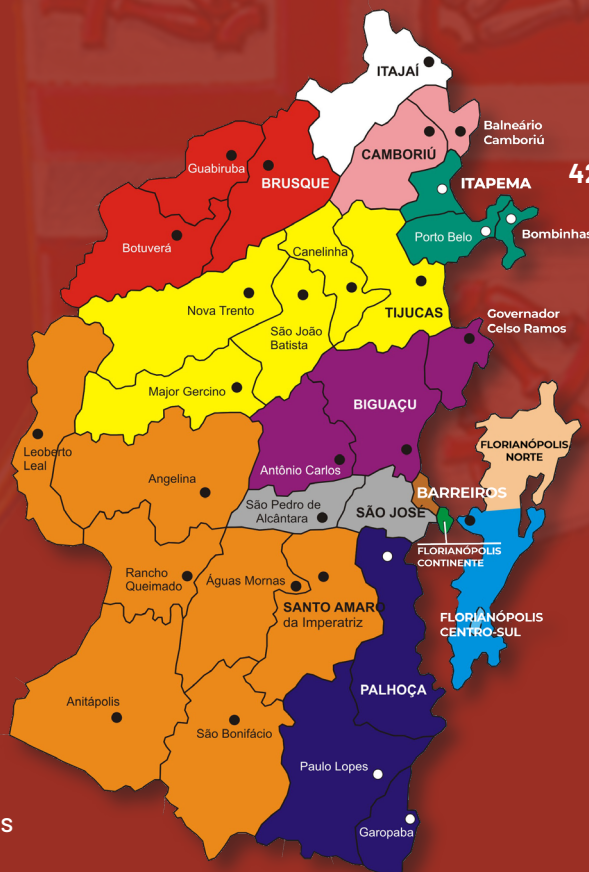 ITAJAÍ
Balneário
Camboriú
CAMBORIÚ
Guabiruba
BRUSQUE
ITAPEMA
42
Botuverá
Porto Belo
Bombinhas
Canelinha
Nova Trento
São João
Batista
TIJUCAS
Governador
Celso Ramos
Major Gercino
BIGUAÇU
Leoberto
Leal
Angelina
Antônio Carlos
FLORIANÓPOLIS
NORTE
BARREIROS
São Pedro de
Alcântara
SÃO JOSÉ
FLORIANÓPOLIS
CONTINENTE
Rancho
Queimado
Águas Mornas
SANTO AMARO
da Imperatriz
FLORIANÓPOLIS
CENTRO-SUL
Anitápolis
São Bonifácio
PALHOÇA
Paulo Lopes
Garopaba
S